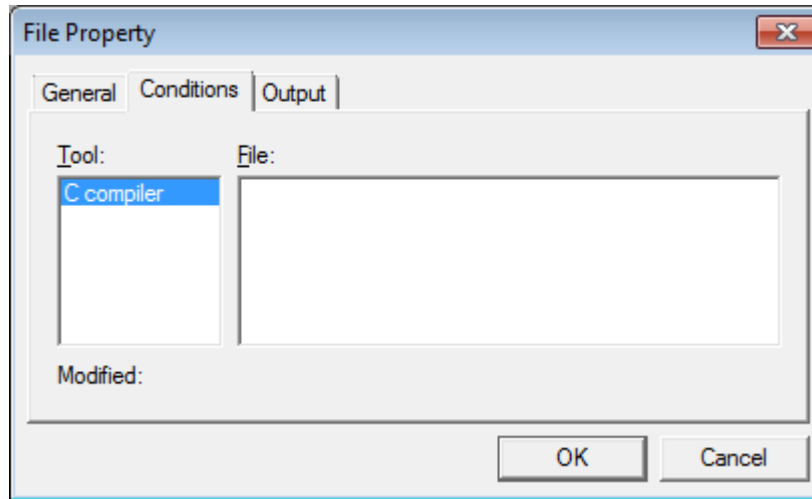 File Property
General Conditions Output
Tool: File:
C compiler
Modified:
OK Cancel